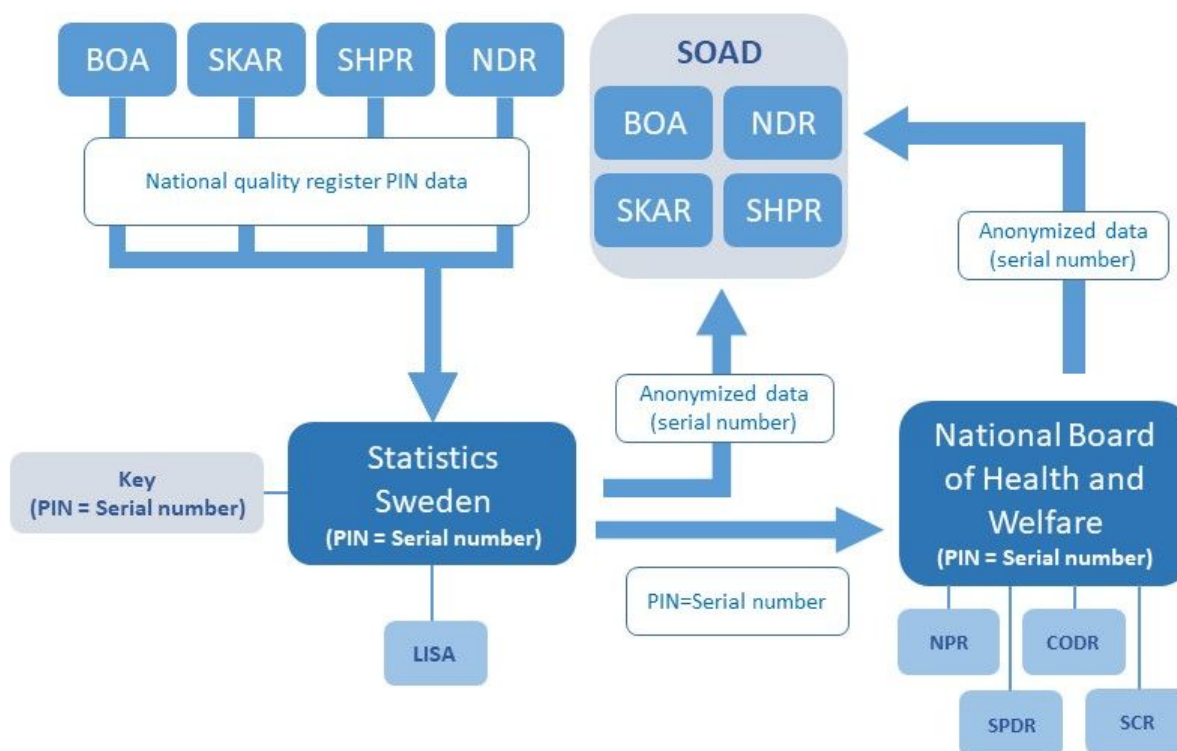 BOA
SKAR
SHPR
NDR
National quality register PIN data
SOAD
BOA
NDR
SKAR
SHPR
Anonymized data
(serial number)
Anonymized data
(serial number)
Key
(PIN = Serial number)
Statistics
Sweden
(PIN = Serial number)
National Board
of Health and
Welfare
(PIN = Serial number)
PIN=Serial number
LISA
NPR
CODR
SPDR
SCR